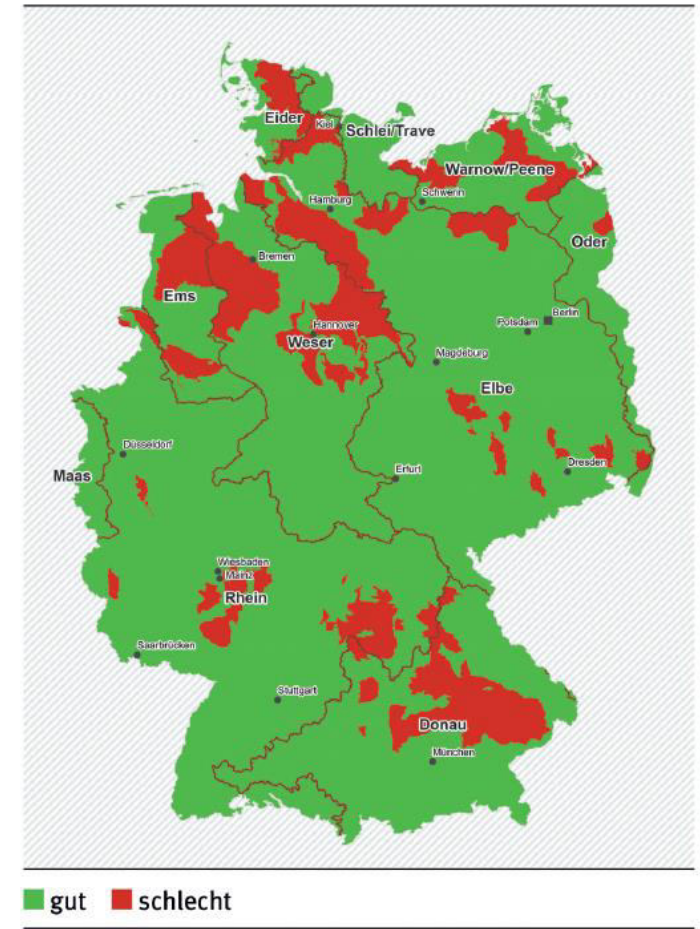 Eider
Kiel
Schlei/Trave
Warnow/Peene
Schwerin
Hamburg
Oder
Bremen
Ems
Berlin
Potsdam
Hannover
Weser
Magdeburg
Elbe
Düsseldorf
Dresden
Maas
Erfurt
Wiesbaden
Mainz
Rhein
Saarbrücken
Stuttgart
Donau
München
gut schlecht